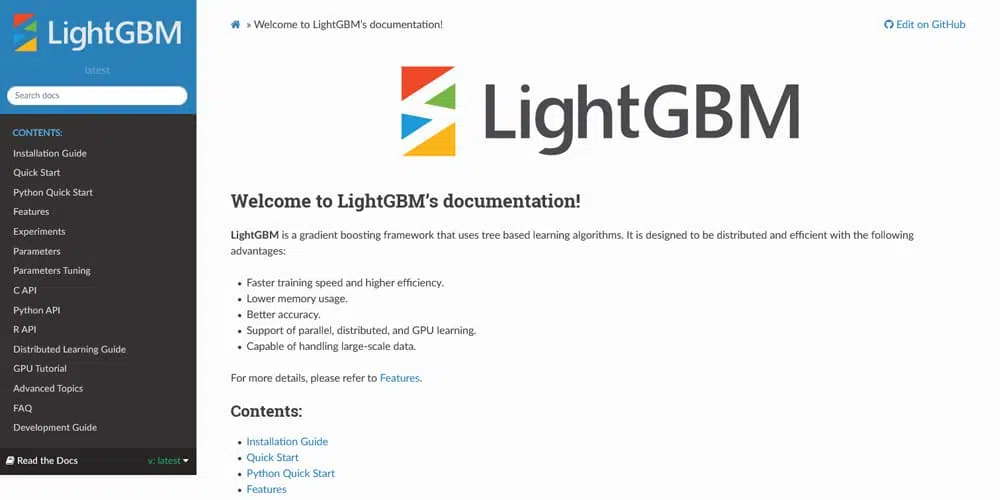 LightGBM
latest
Search docs
CONTENTS:
Installation Guide
Quick Start
Python Quick Start
Features
Experiments
Parameters
Parameters Tuning
C API
Python API
R API
Distributed Learning Guide
GPU Tutorial
Advanced Topics
FAQ
Development Guide
Read the Docs
v: latest
» Welcome to LightGBM's documentation!
Edit on GitHub
LightGBM
Welcome to LightGBM's documentation!
LightGBM is a gradient boosting framework that uses tree based learning algorithms. It is designed to be distributed and efficient with the following
advantages:
• Faster training speed and higher efficiency.
• Lower memory usage.
• Better accuracy.
• Support of parallel, distributed, and GPU learning.
• Capable of handling large-scale data.
For more details, please refer to Features.
Contents:
• Installation Guide
• Quick Start
• Python Quick Start
• Features